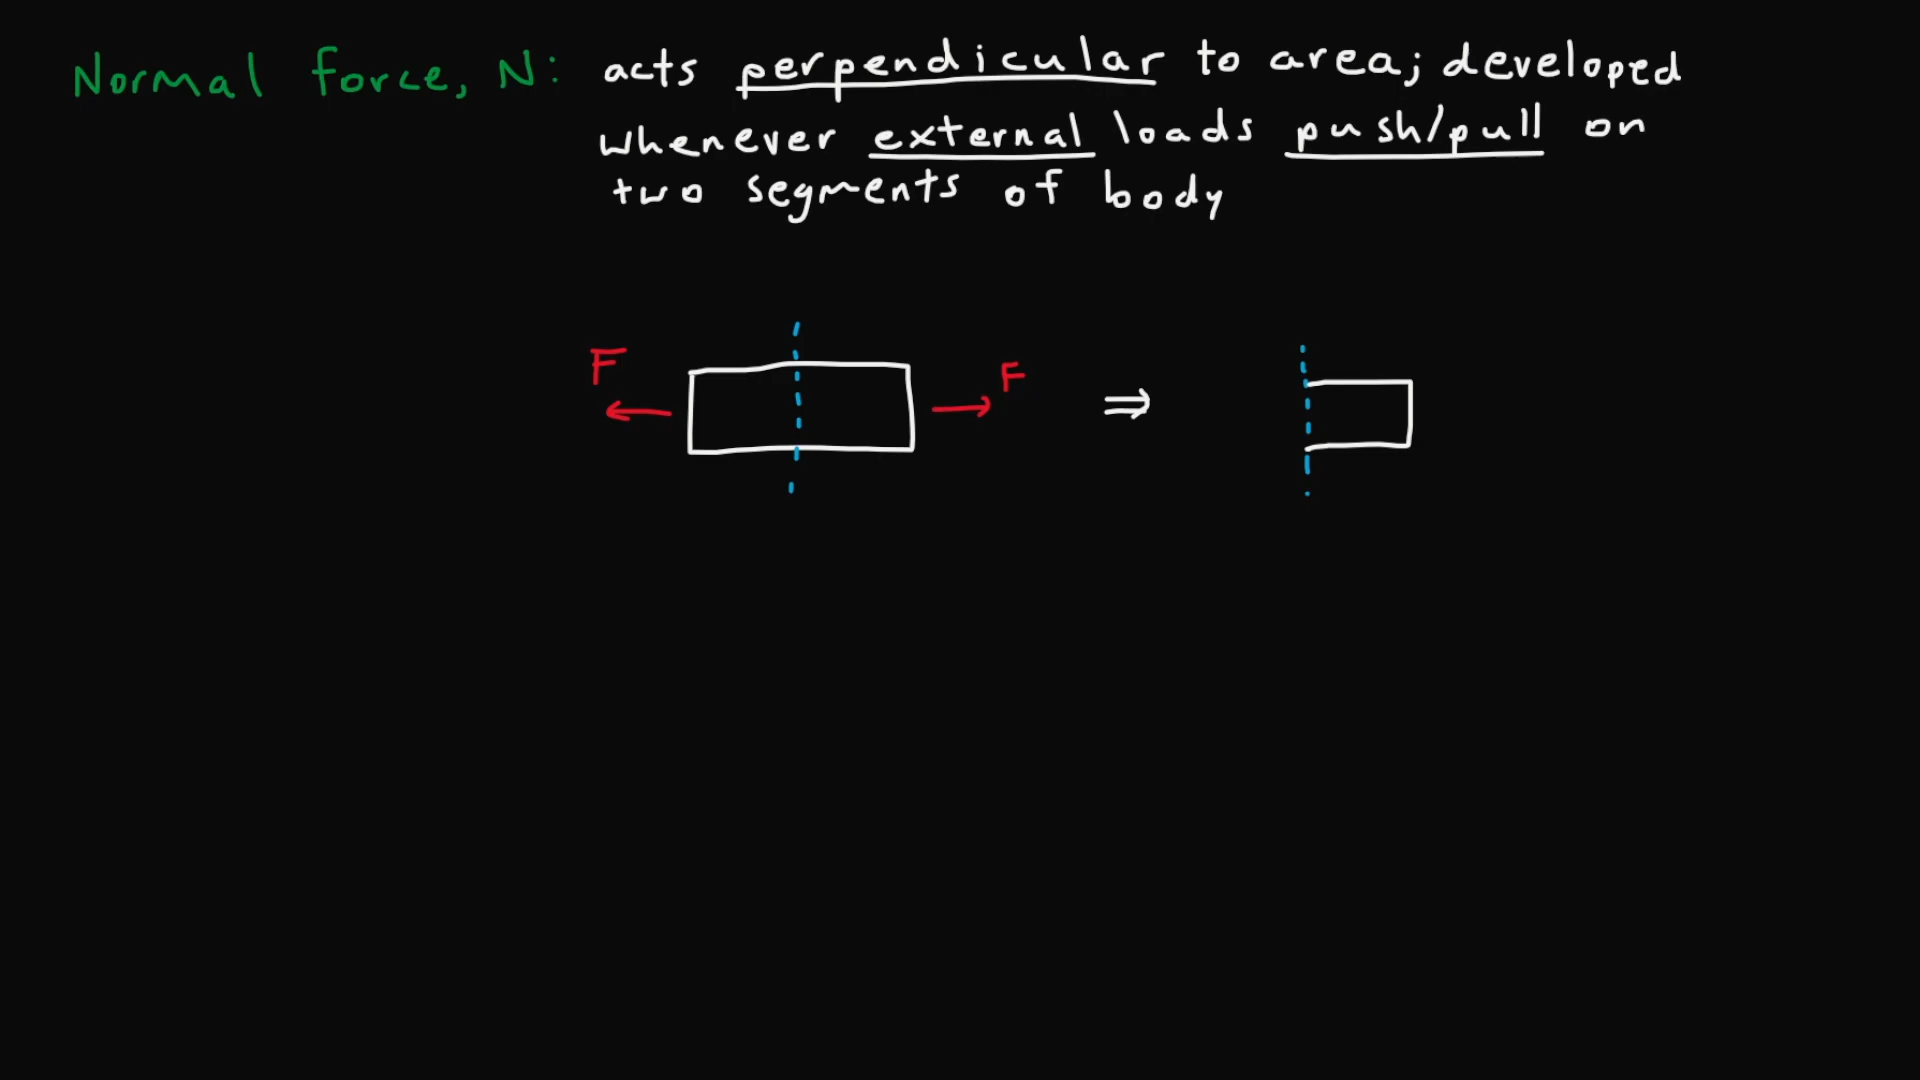 Normal force, N: acts perpendicular to area; developed
whenever external loads push/pull on
two segments of body
F
F
⇒